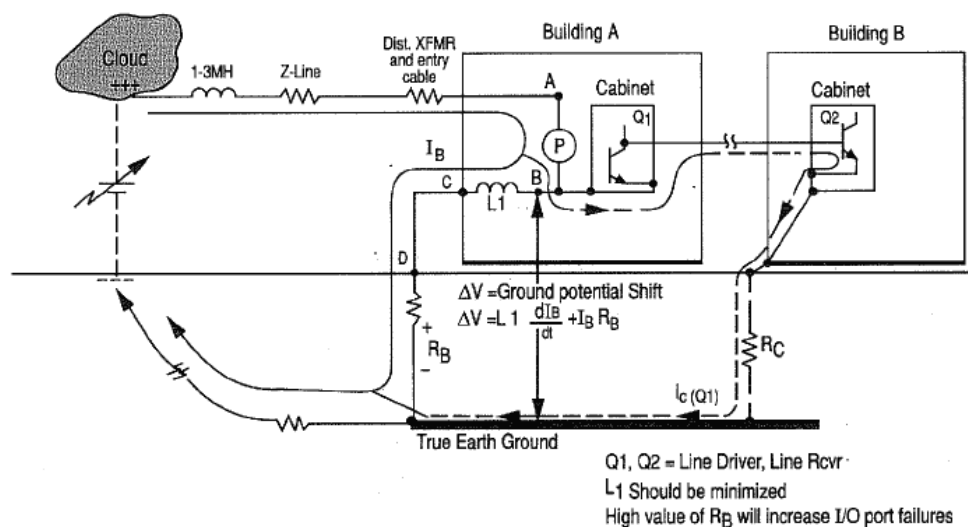 Building A
Building B
Dist. XFMR
and entry
cable
Cloud
+++
1-3MH
Z-Line
A
Cabinet
Q1
Cabinet
Q2
P
IB
C
B
L1
D
ΔV =Ground potential Shift
ΔV=L 1 dIB/dt +IB RB
+
RB
−
RC
Ic (Q1)
True Earth Ground
Q1, Q2 = Line Driver, Line Rcvr
L1 Should be minimized
High value of RB will increase I/O port failures